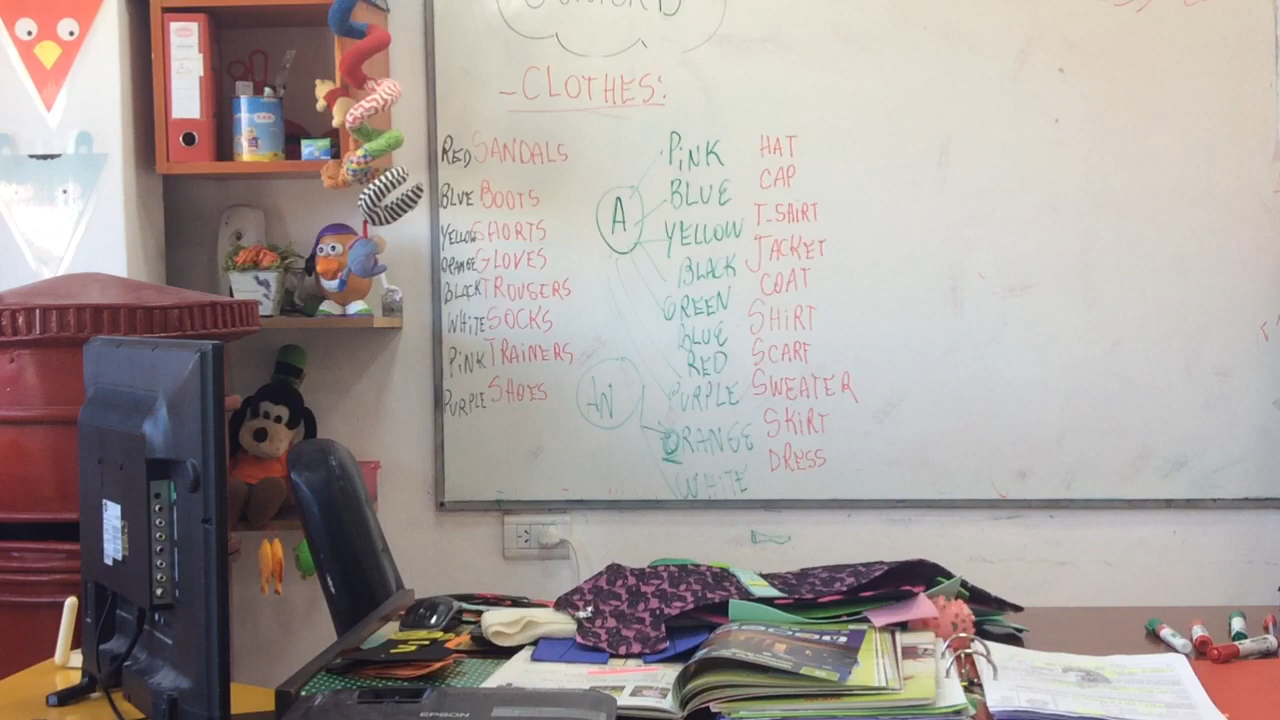 JUNIOR B
- CLOTHES:
RED SANDALS
BLUE BOOTS
YELLOW SHORTS
ORANGE GLOVES
BLACK TROUSERS
WHITE SOCKS
PINK TRAINERS
PURPLE SHOES
A
AN
PINK HAT
BLUE CAP
YELLOW T-SHIRT
BLACK JACKET
GREEN COAT
BLUE SHIRT
RED SCARF
PURPLE SWEATER
ORANGE SKIRT
WHITE DRESS
EPSON